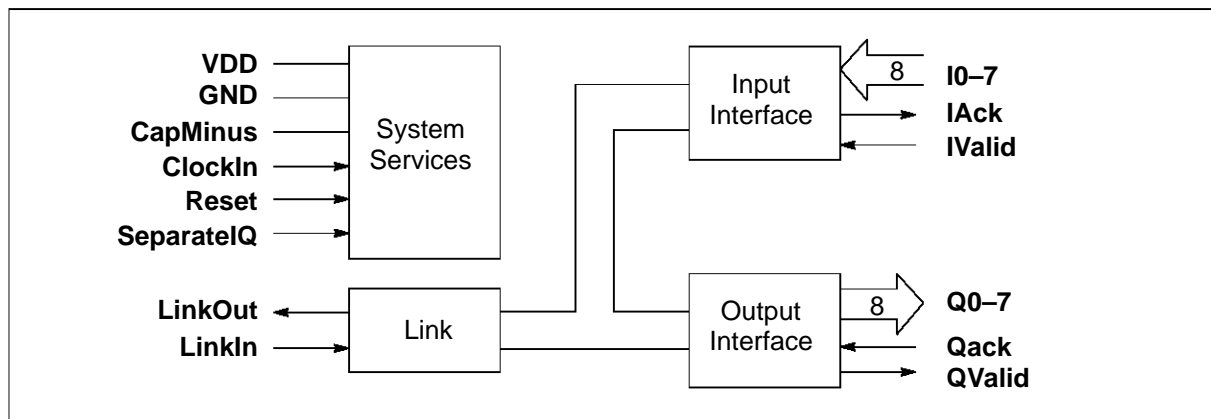 VDD
GND
CapMinus
ClockIn
Reset
SeparateIQ
System
Services
LinkOut
LinkIn
Link
Input
Interface
8
I0–7
IAck
IValid
Output
Interface
8
Q0–7
Qack
QValid